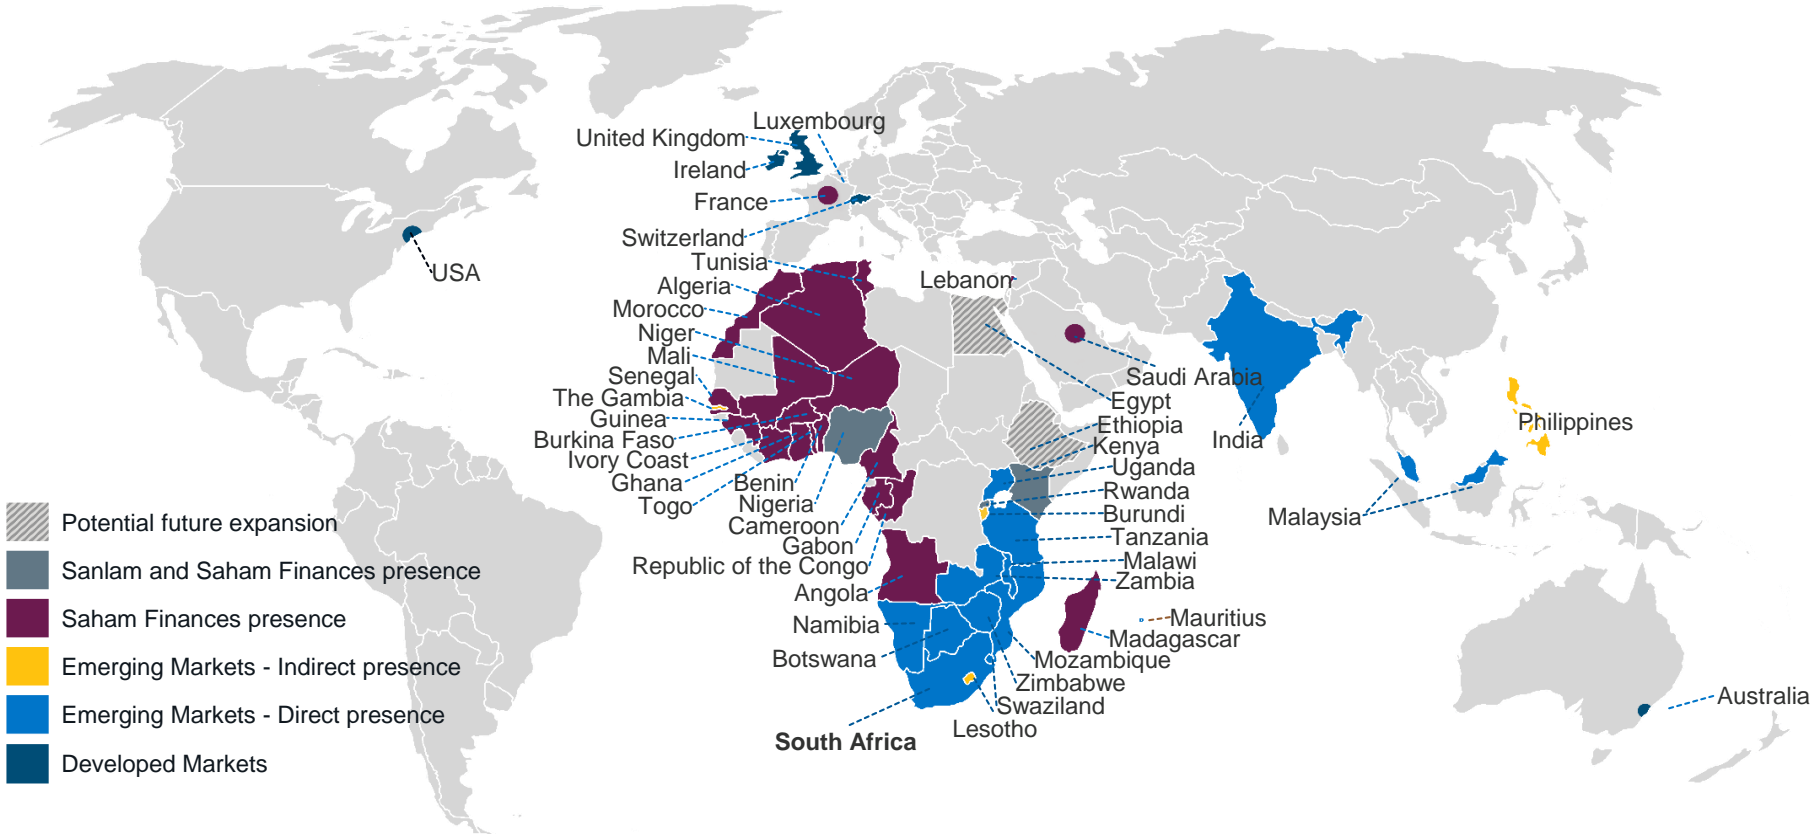 Luxembourg
United Kingdom
Ireland
France
Switzerland
Tunisia
Algeria
Morocco
Niger
Mali
Senegal
The Gambia
Guinea
Burkina Faso
Ivory Coast
Ghana
Togo
Benin
Nigeria
Cameroon
Gabon
Republic of the Congo
Angola
Namibia
Botswana
South Africa
USA
Lebanon
Saudi Arabia
Egypt
Ethiopia
Kenya
Uganda
Rwanda
Burundi
Tanzania
Malawi
Zambia
Mauritius
Madagascar
Mozambique
Zimbabwe
Swaziland
Lesotho
India
Philippines
Malaysia
Australia
Potential future expansion
Sanlam and Saham Finances presence
Saham Finances presence
Emerging Markets - Indirect presence
Emerging Markets - Direct presence
Developed Markets